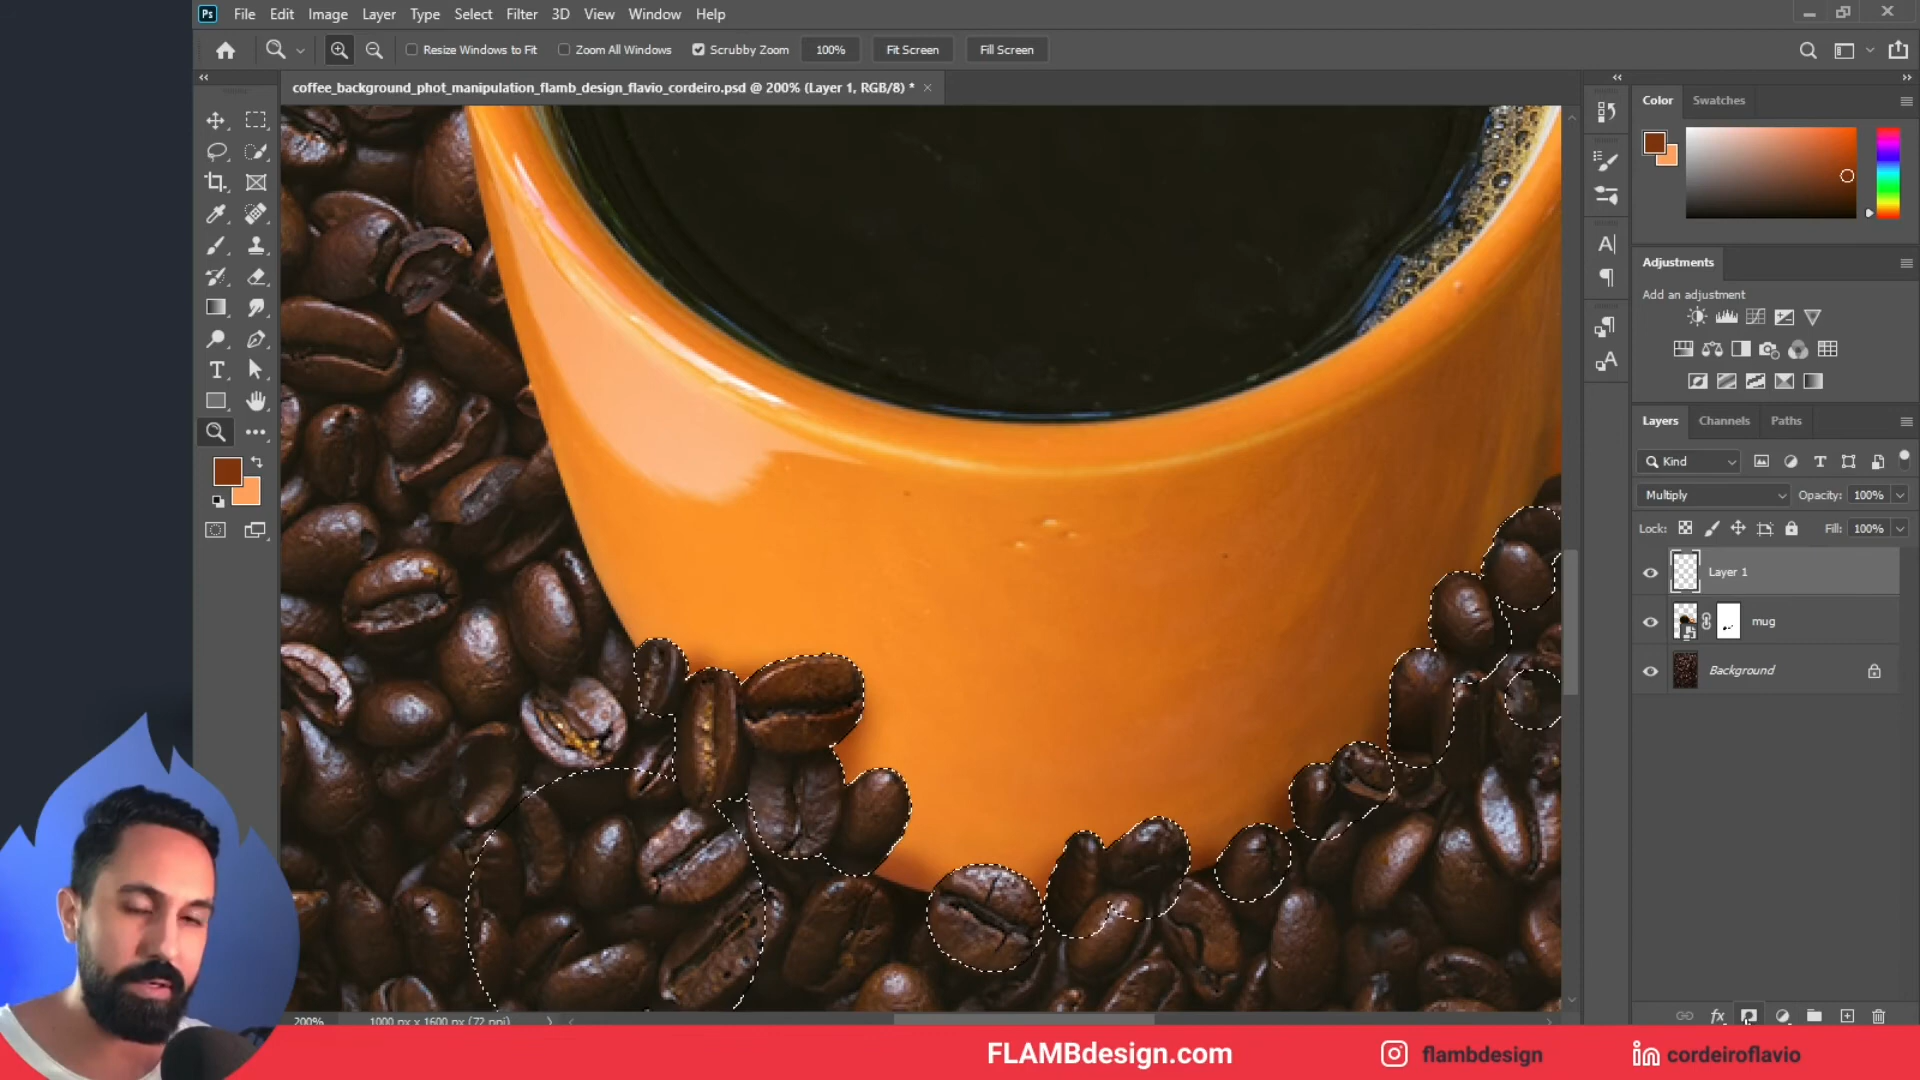 Ps File Edit Image Layer Type Select Filter 3D View Window Help
Resize Windows to Fit Zoom All Windows Scrubby Zoom 100% Fit Screen Fill Screen
coffee_background_phot_manipulation_flamb_design_flavio_cordeiro.psd @ 200% (Layer 1, RGB/8) * ×
Color Swatches
Adjustments
Add an adjustment
Layers Channels Paths
Kind
Multiply Opacity: 100%
Lock: Fill: 100%
Layer 1
mug
Background
fx
200% 1000 px x 1600 px (72 ppi)
FLAMBdesign.com flambdesign in cordeiroflavio